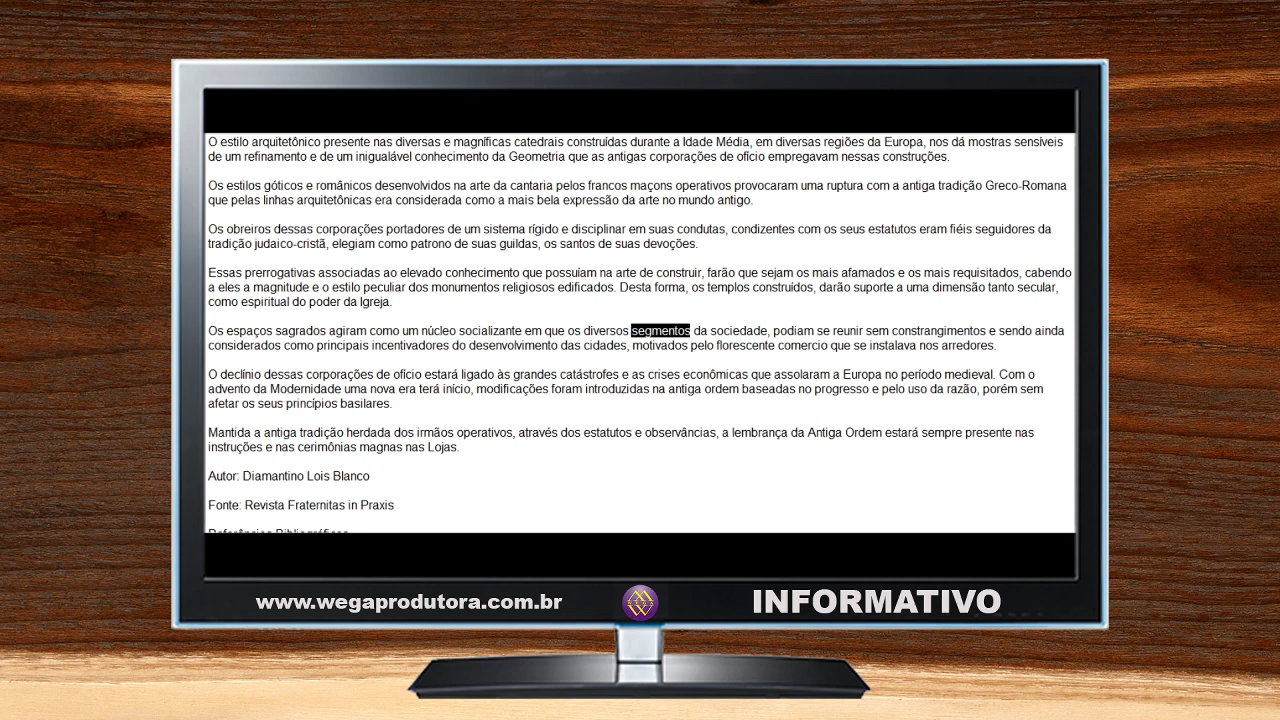 O estilo arquitetônico presente nas diversas e magníficas catedrais construídas durante a Idade Média, em diversas regiões da Europa, nos dá mostras sensíveis
de um refinamento e de um inigualável conhecimento da Geometria que as antigas corporações de ofício empregavam nessas construções.
Os estilos góticos e românicos desenvolvidos na arte da cantaria pelos francos maçons operativos provocaram uma ruptura com a antiga tradição Greco-Romana
que pelas linhas arquitetônicas era considerada como a mais bela expressão da arte no mundo antigo.
Os obreiros dessas corporações portadores de um sistema rígido e disciplinar em suas condutas, condizentes com os seus estatutos eram fiéis seguidores da
tradição judaico-cristã, elegiam como patrono de suas guildas, os santos de suas devoções.
Essas prerrogativas associadas ao elevado conhecimento que possuíam na arte de construir, farão que sejam os mais afamados e os mais requisitados, cabendo
a eles a magnitude e o estilo peculiar dos monumentos religiosos edificados. Desta forma, os templos construídos, darão suporte a uma dimensão tanto secular,
como espiritual do poder da Igreja.
Os espaços sagrados agiram como um núcleo socializante em que os diversos segmentos da sociedade, podiam se reunir sem constrangimentos e sendo ainda
considerados como principais incentivadores do desenvolvimento das cidades, motivados pelo florescente comercio que se instalava nos arredores.
O declínio dessas corporações de ofício estará ligado às grandes catástrofes e as crises econômicas que assolaram a Europa no período medieval. Com o
advento da Modernidade uma nova era terá início, modificações foram introduzidas na antiga ordem baseadas no progresso e pelo uso da razão, porém sem
afetar os seus princípios basilares.
Mantida a antiga tradição herdada dos irmãos operativos, através dos estatutos e observâncias, a lembrança da Antiga Ordem estará sempre presente nas
instruções e nas cerimônias magnas nas Lojas.
Autor: Diamantino Lois Blanco
Fonte: Revista Fraternitas in Praxis
Referências Bibliográficas
www.wegaprodutora.com.br
INFORMATIVO